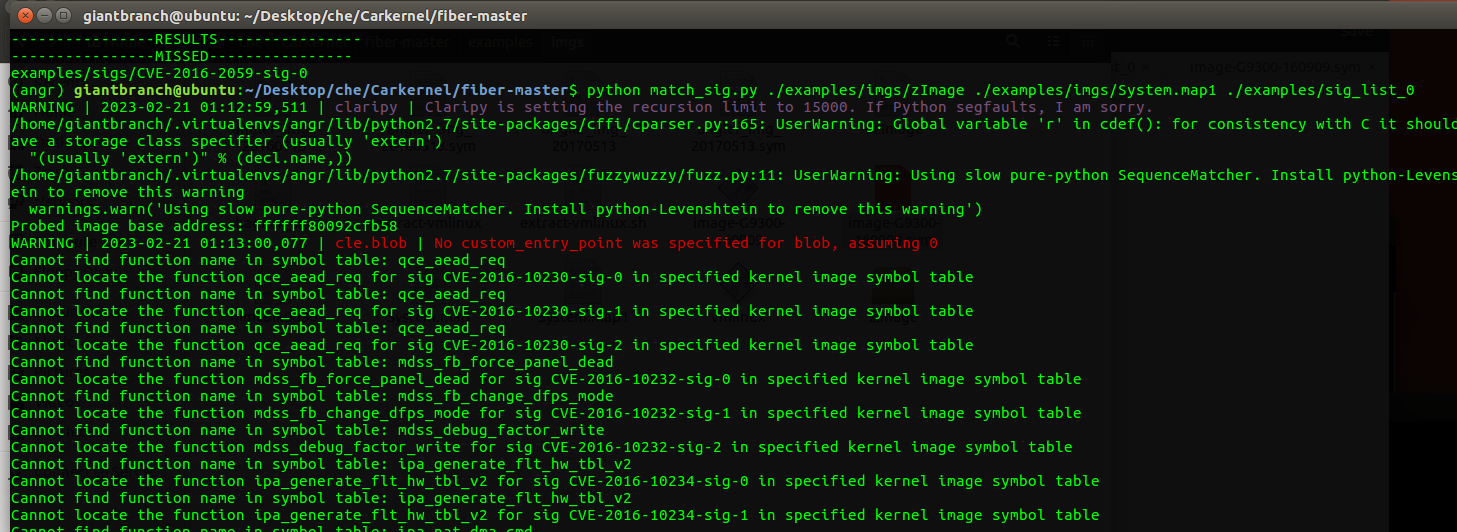 giantbranch@ubuntu: ~/Desktop/che/Carkernel/fiber-master
----------------RESULTS----------------
----------------MISSED----------------
examples/sigs/CVE-2016-2059-sig-0
(angr) giantbranch@ubuntu:~/Desktop/che/Carkernel/fiber-master$ python match_sig.py ./examples/imgs/zImage ./examples/imgs/System.map1 ./examples/sig_list_0
WARNING | 2023-02-21 01:12:59,511 | claripy | Claripy is setting the recursion limit to 15000. If Python segfaults, I am sorry.
/home/giantbranch/.virtualenvs/angr/lib/python2.7/site-packages/cffi/cparser.py:165: UserWarning: Global variable 'r' in cdef(): for consistency with C it shoul
ave a storage class specifier (usually 'extern')
"(usually 'extern')" % (decl.name,))
/home/giantbranch/.virtualenvs/angr/lib/python2.7/site-packages/fuzzywuzzy/fuzz.py:11: UserWarning: Using slow pure-python SequenceMatcher. Install python-Levens
ein to remove this warning
warnings.warn('Using slow pure-python SequenceMatcher. Install python-Levenshtein to remove this warning')
Probed image base address: ffffff80092cfb58
WARNING | 2023-02-21 01:13:00,077 | cle.blob | No custom_entry_point was specified for blob, assuming 0
Cannot find function name in symbol table: qce_aead_req
Cannot locate the function qce_aead_req for sig CVE-2016-10230-sig-0 in specified kernel image symbol table
Cannot find function name in symbol table: qce_aead_req
Cannot locate the function qce_aead_req for sig CVE-2016-10230-sig-1 in specified kernel image symbol table
Cannot find function name in symbol table: qce_aead_req
Cannot locate the function qce_aead_req for sig CVE-2016-10230-sig-2 in specified kernel image symbol table
Cannot find function name in symbol table: mdss_fb_force_panel_dead
Cannot locate the function mdss_fb_force_panel_dead for sig CVE-2016-10232-sig-0 in specified kernel image symbol table
Cannot find function name in symbol table: mdss_fb_change_dfps_mode
Cannot locate the function mdss_fb_change_dfps_mode for sig CVE-2016-10232-sig-1 in specified kernel image symbol table
Cannot find function name in symbol table: mdss_debug_factor_write
Cannot locate the function mdss_debug_factor_write for sig CVE-2016-10232-sig-2 in specified kernel image symbol table
Cannot find function name in symbol table: ipa_generate_flt_hw_tbl_v2
Cannot locate the function ipa_generate_flt_hw_tbl_v2 for sig CVE-2016-10234-sig-0 in specified kernel image symbol table
Cannot find function name in symbol table: ipa_generate_flt_hw_tbl_v2
Cannot locate the function ipa_generate_flt_hw_tbl_v2 for sig CVE-2016-10234-sig-1 in specified kernel image symbol table
Cannot find function name in symbol table: ipa_nat_dma_cmd